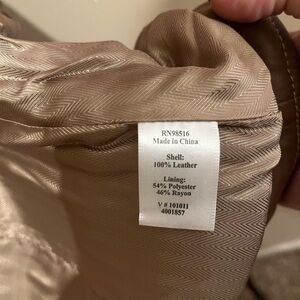 RN98516
Made in China
Shell:
100% Leather
Lining:
54% Polyester
46% Rayon
V # 101011
4001857